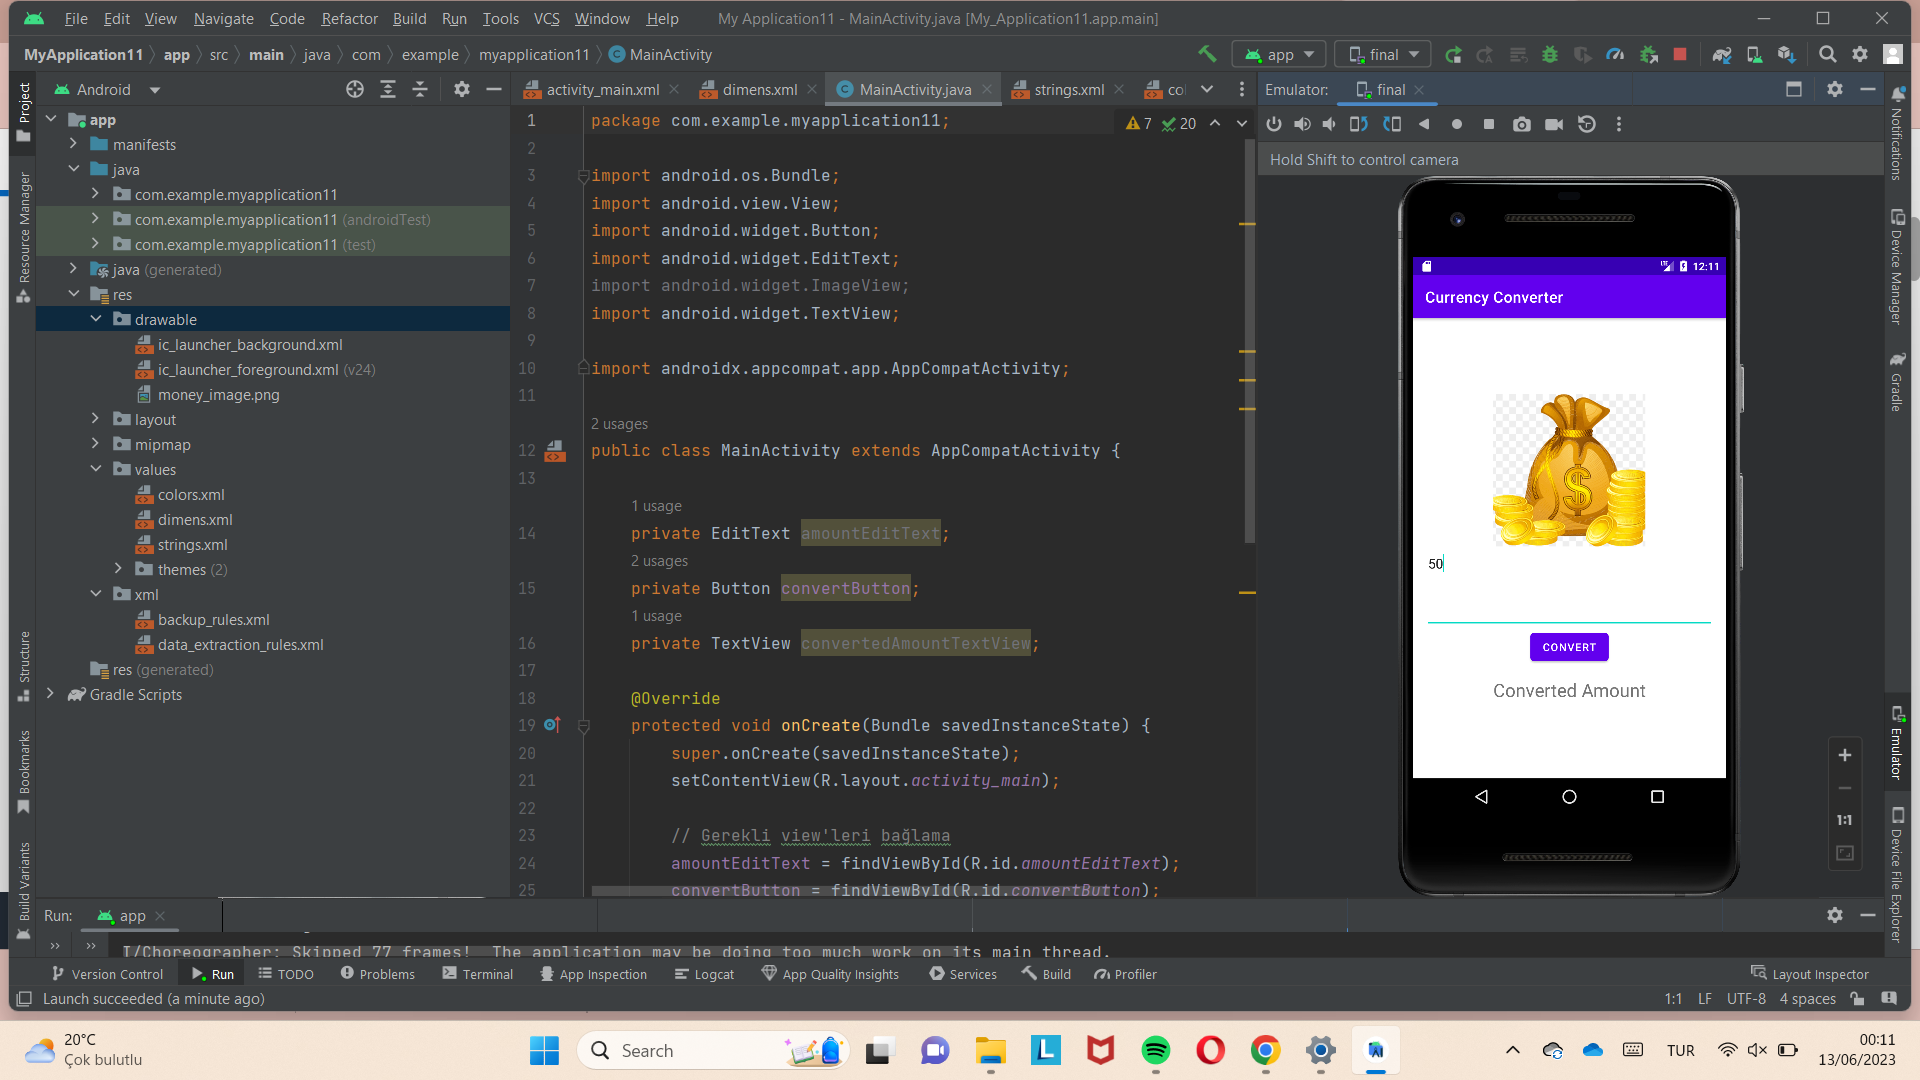 File Edit View Navigate Code Refactor Build Run Tools VCS Window Help My Application11 - MainActivity.java [My_Application11.app.main]
MyApplication11 app src main java com example myapplication11 MainActivity app final
Project
Resource Manager
Structure
Bookmarks
Build Variants
Android
app
manifests
java
com.example.myapplication11
com.example.myapplication11 (androidTest)
com.example.myapplication11 (test)
java (generated)
res
drawable
ic_launcher_background.xml
ic_launcher_foreground.xml (v24)
money_image.png
layout
mipmap
values
colors.xml
dimens.xml
strings.xml
themes (2)
xml
backup_rules.xml
data_extraction_rules.xml
res (generated)
Gradle Scripts
activity_main.xml dimens.xml MainActivity.java strings.xml co
7 20
1 package com.example.myapplication11;
2
3 import android.os.Bundle;
4 import android.view.View;
5 import android.widget.Button;
6 import android.widget.EditText;
7 import android.widget.ImageView;
8 import android.widget.TextView;
9
10 import androidx.appcompat.app.AppCompatActivity;
11
2 usages
12 public class MainActivity extends AppCompatActivity {
13
1 usage
14 private EditText amountEditText;
2 usages
15 private Button convertButton;
1 usage
16 private TextView convertedAmountTextView;
17
18 @Override
19 protected void onCreate(Bundle savedInstanceState) {
20 super.onCreate(savedInstanceState);
21 setContentView(R.layout.activity_main);
22
23 // Gerekli view'leri bağlama
24 amountEditText = findViewById(R.id.amountEditText);
25 convertButton = findViewById(R.id.convertButton);
Emulator: final
Hold Shift to control camera
LTE 12:11
Currency Converter
$
50
CONVERT
Converted Amount
1:1
Notifications
Device Manager
Gradle
Emulator
Device File Explorer
Run: app
I/Choreographer: Skipped 77 frames! The application may be doing too much work on its main thread.
Version Control Run TODO Problems Terminal App Inspection Logcat App Quality Insights Services Build Profiler Layout Inspector
Launch succeeded (a minute ago) 1:1 LF UTF-8 4 spaces
20°C
Çok bulutlu
Search
L
TUR
00:11
13/06/2023